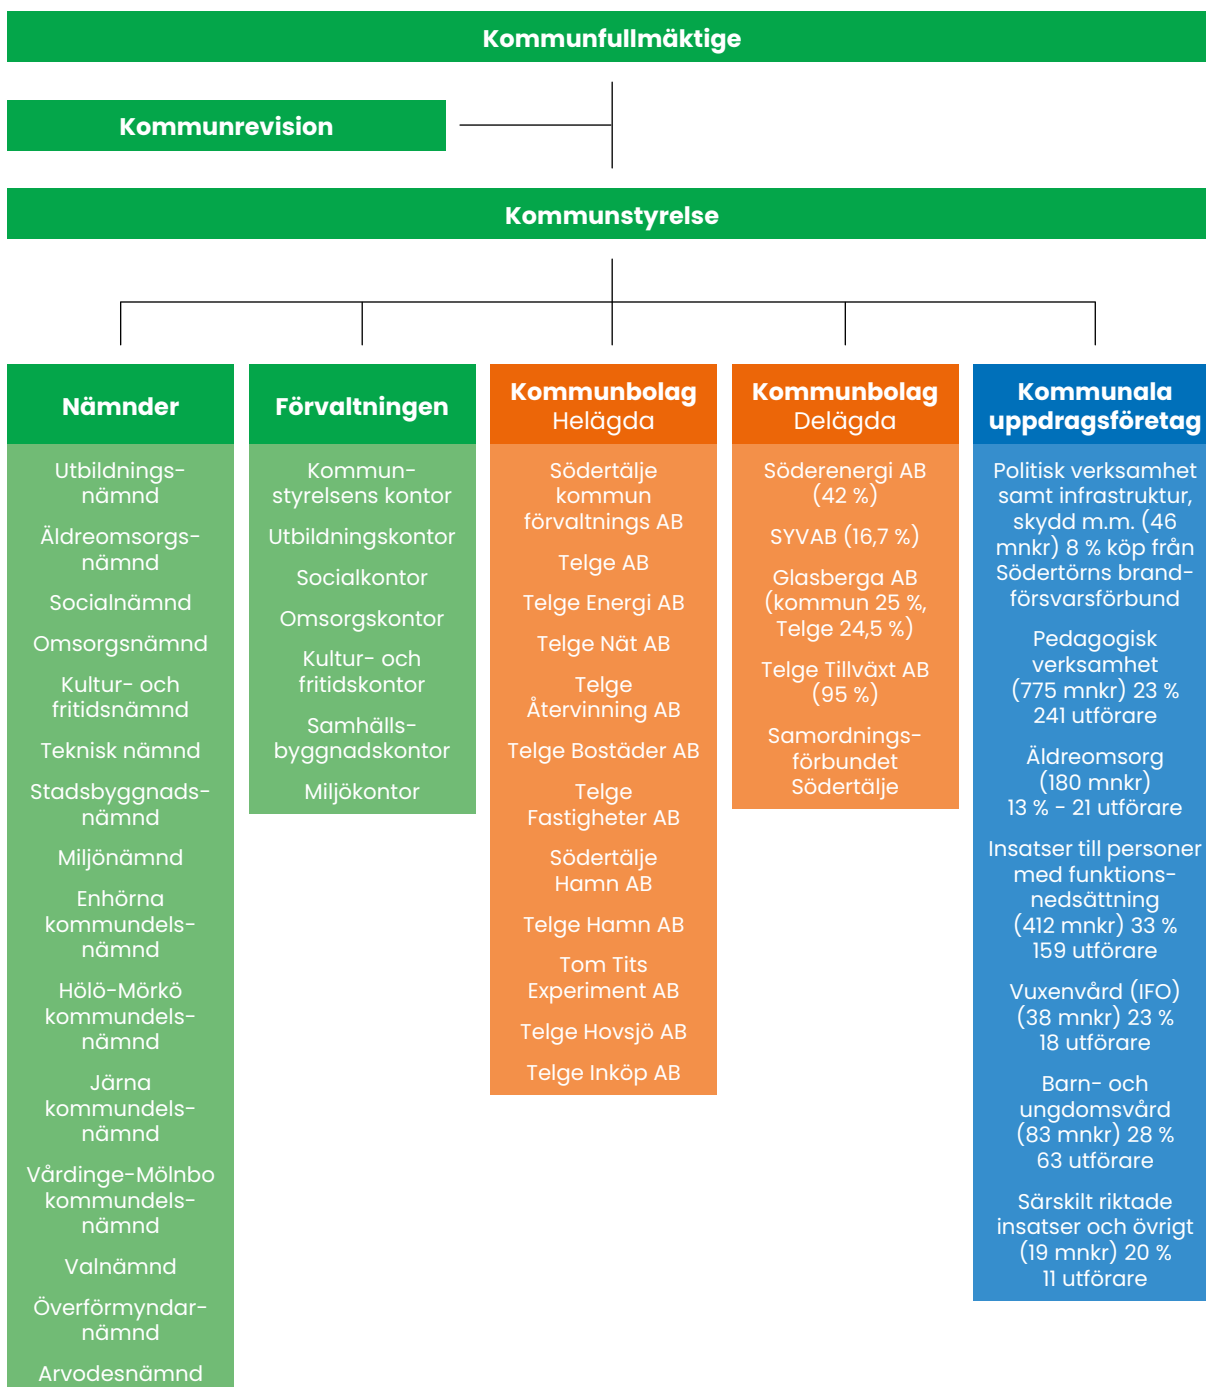 Kommunfullmäktige
Kommunrevision
Kommunstyrelse
Nämnder
Utbildnings-
nämnd
Äldreomsorgs-
nämnd
Socialnämnd
Omsorgsnämnd
Kultur- och
fritidsnämnd
Teknisk nämnd
Stadsbyggnads-
nämnd
Miljönämnd
Enhörna
kommundels-
nämnd
Hölö-Mörkö
kommundels-
nämnd
Järna
kommundels-
nämnd
Vårdinge-Mölnbo
kommundels-
nämnd
Valnämnd
Överförmyndar-
nämnd
Arvodesnämnd
Förvaltningen
Kommun-
styrelsens kontor
Utbildningskontor
Socialkontor
Omsorgskontor
Kultur- och
fritidskontor
Samhälls-
byggnadskontor
Miljökontor
Kommunbolag
Helägda
Södertälje
kommun
förvaltnings AB
Telge AB
Telge Energi AB
Telge Nät AB
Telge
Återvinning AB
Telge Bostäder AB
Telge
Fastigheter AB
Södertälje
Hamn AB
Telge Hamn AB
Tom Tits
Experiment AB
Telge Hovsjö AB
Telge Inköp AB
Kommunbolag
Delägda
Söderenergi AB
(42 %)
SYVAB (16,7 %)
Glasberga AB
(kommun 25 %,
Telge 24,5 %)
Telge Tillväxt AB
(95 %)
Samordnings-
förbundet
Södertälje
Kommunala
uppdragsföretag
Politisk verksamhet
samt infrastruktur,
skydd m.m. (46
mnkr) 8 % köp från
Södertörns brand-
försvarsförbund
Pedagogisk
verksamhet
(775 mnkr) 23 %
241 utförare
Äldreomsorg
(180 mnkr)
13 % - 21 utförare
Insatser till personer
med funktions-
nedsättning
(412 mnkr) 33 %
159 utförare
Vuxenvård (IFO)
(38 mnkr) 23 %
18 utförare
Barn- och
ungdomsvård
(83 mnkr) 28 %
63 utförare
Särskilt riktade
insatser och övrigt
(19 mnkr) 20 %
11 utförare